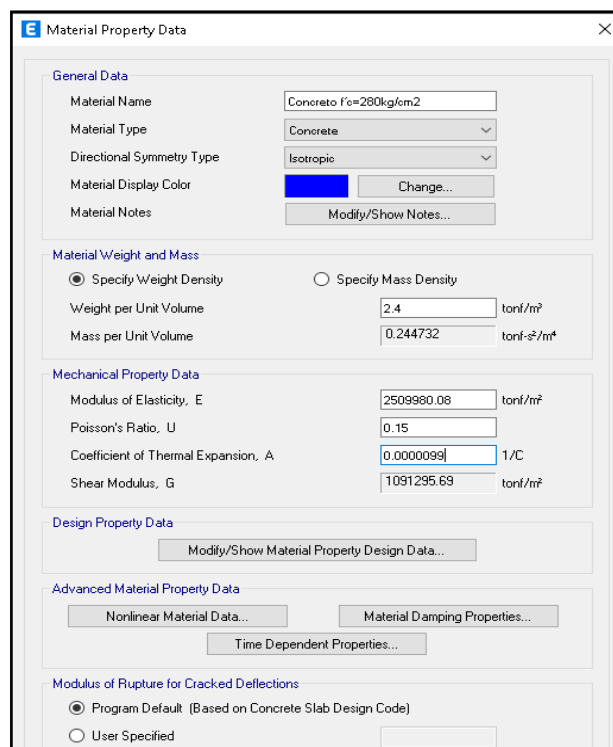 E Material Property Data
General Data
Material Name Concreto f´c=280kg/cm2
Material Type Concrete
Directional Symmetry Type Isotropic
Material Display Color Change...
Material Notes Modify/Show Notes...
Material Weight and Mass
Specify Weight Density Specify Mass Density
Weight per Unit Volume 2.4 tonf/m³
Mass per Unit Volume 0.244732 tonf-s²/m⁴
Mechanical Property Data
Modulus of Elasticity, E 2509980.08 tonf/m²
Poisson's Ratio, U 0.15
Coefficient of Thermal Expansion, A 0.0000099 1/C
Shear Modulus, G 1091295.69 tonf/m²
Design Property Data
Modify/Show Material Property Design Data...
Advanced Material Property Data
Nonlinear Material Data... Material Damping Properties...
Time Dependent Properties...
Modulus of Rupture for Cracked Deflections
Program Default (Based on Concrete Slab Design Code)
User Specified